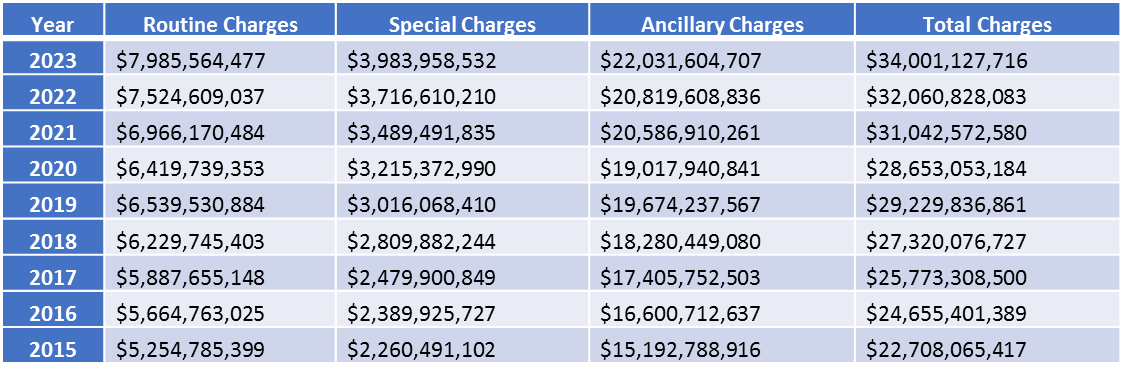 Year Routine Charges Special Charges Ancillary Charges Total Charges
2023 $7,985,564,477 $3,983,958,532 $22,031,604,707 $34,001,127,716
2022 $7,524,609,037 $3,716,610,210 $20,819,608,836 $32,060,828,083
2021 $6,966,170,484 $3,489,491,835 $20,586,910,261 $31,042,572,580
2020 $6,419,739,353 $3,215,372,990 $19,017,940,841 $28,653,053,184
2019 $6,539,530,884 $3,016,068,410 $19,674,237,567 $29,229,836,861
2018 $6,229,745,403 $2,809,882,244 $18,280,449,080 $27,320,076,727
2017 $5,887,655,148 $2,479,900,849 $17,405,752,503 $25,773,308,500
2016 $5,664,763,025 $2,389,925,727 $16,600,712,637 $24,655,401,389
2015 $5,254,785,399 $2,260,491,102 $15,192,788,916 $22,708,065,417